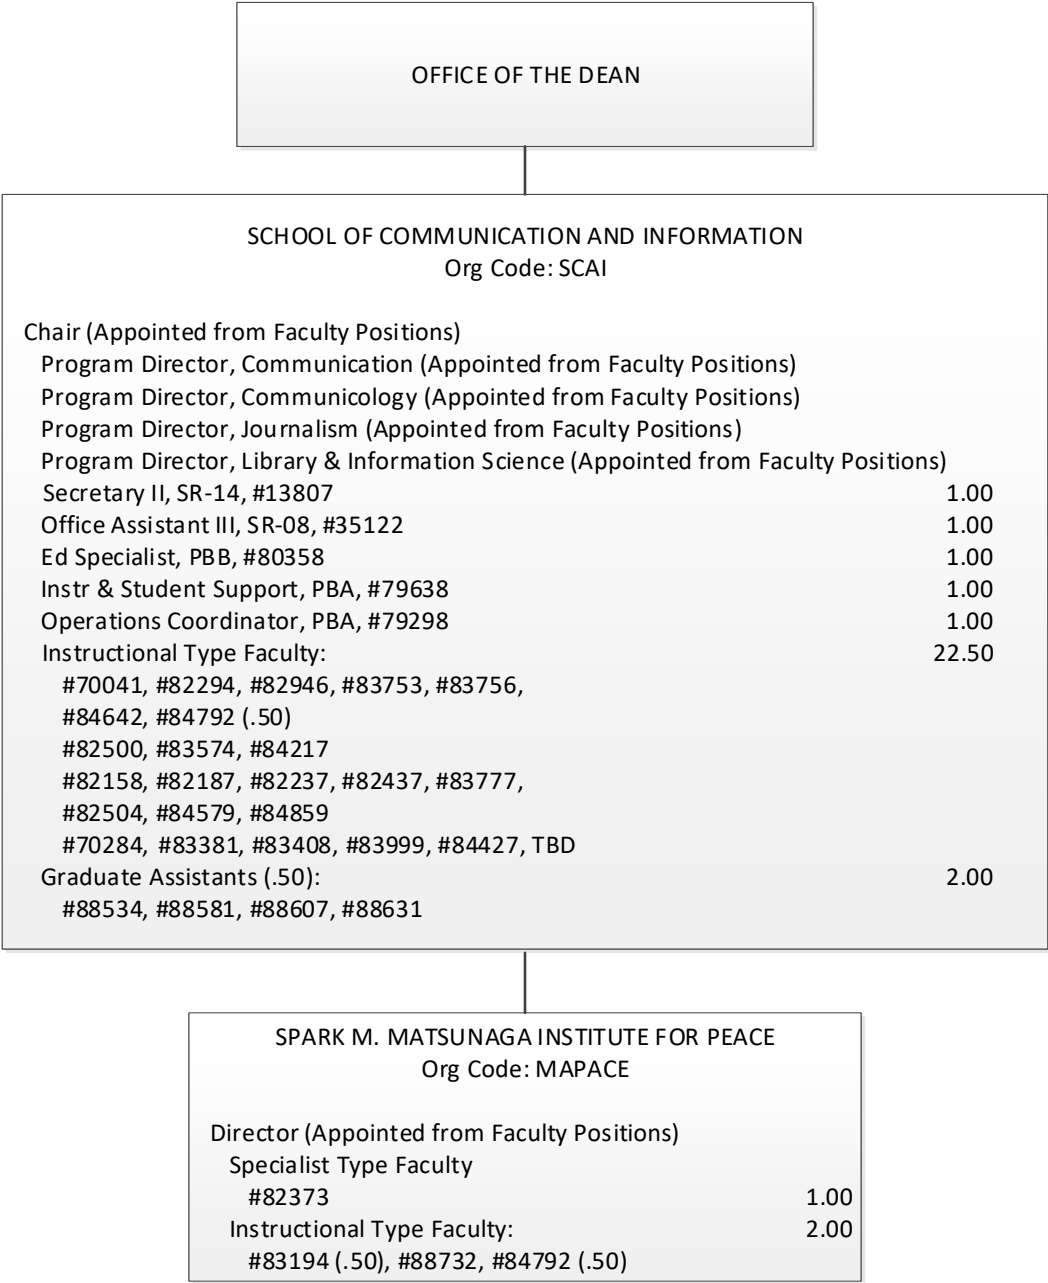 OFFICE OF THE DEAN
SCHOOL OF COMMUNICATION AND INFORMATION
Org Code: SCAI
Chair (Appointed from Faculty Positions)
Program Director, Communication (Appointed from Faculty Positions)
Program Director, Communicology (Appointed from Faculty Positions)
Program Director, Journalism (Appointed from Faculty Positions)
Program Director, Library & Information Science (Appointed from Faculty Positions)
Secretary II, SR-14, #13807 1.00
Office Assistant III, SR-08, #35122 1.00
Ed Specialist, PBB, #80358 1.00
Instr & Student Support, PBA, #79638 1.00
Operations Coordinator, PBA, #79298 1.00
Instructional Type Faculty: 22.50
#70041, #82294, #82946, #83753, #83756,
#84642, #84792 (.50)
#82500, #83574, #84217
#82158, #82187, #82237, #82437, #83777,
#82504, #84579, #84859
#70284, #83381, #83408, #83999, #84427, TBD
Graduate Assistants (.50): 2.00
#88534, #88581, #88607, #88631
SPARK M. MATSUNAGA INSTITUTE FOR PEACE
Org Code: MAPACE
Director (Appointed from Faculty Positions)
Specialist Type Faculty
#82373 1.00
Instructional Type Faculty: 2.00
#83194 (.50), #88732, #84792 (.50)